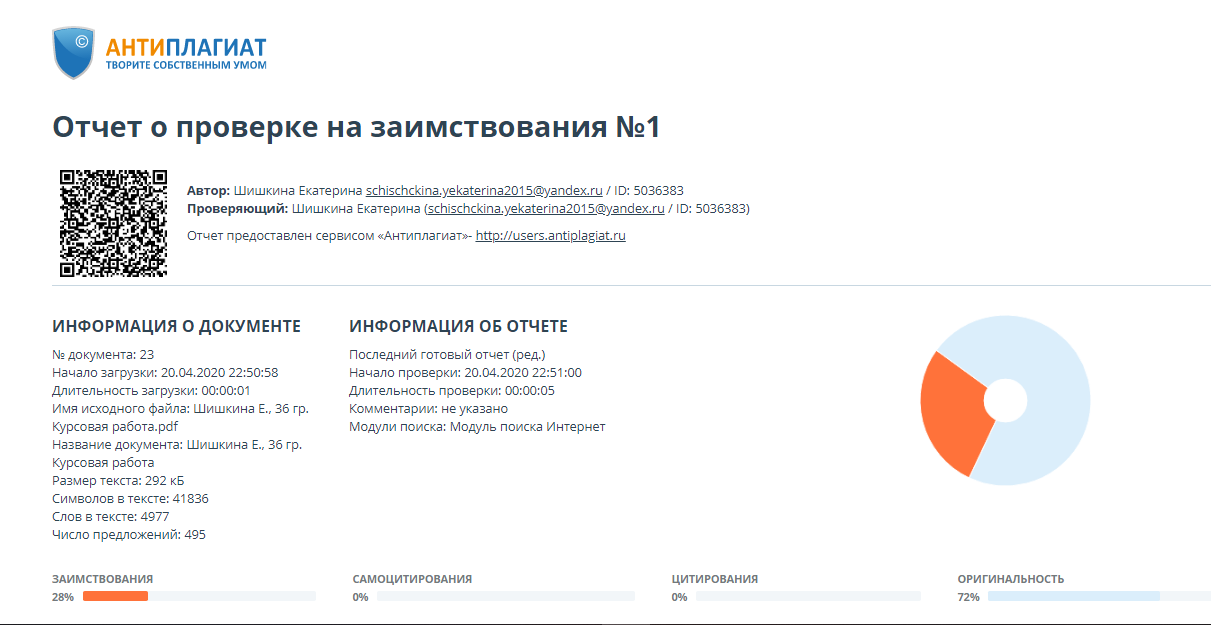 ©
АНТИПЛАГИАТ
ТВОРИТЕ СОБСТВЕННЫМ УМОМ
Отчет о проверке на заимствования №1
Автор: Шишкина Екатерина schischckina.yekaterina2015@yandex.ru / ID: 5036383
Проверяющий: Шишкина Екатерина (schischckina.yekaterina2015@yandex.ru / ID: 5036383)
Отчет предоставлен сервисом «Антиплагиат»- http://users.antiplagiat.ru
ИНФОРМАЦИЯ О ДОКУМЕНТЕ
№ документа: 23
Начало загрузки: 20.04.2020 22:50:58
Длительность загрузки: 00:00:01
Имя исходного файла: Шишкина Е., 36 гр.
Курсовая работа.pdf
Название документа: Шишкина Е., 36 гр.
Курсовая работа
Размер текста: 292 кБ
Cимволов в тексте: 41836
Слов в тексте: 4977
Число предложений: 495
ИНФОРМАЦИЯ ОБ ОТЧЕТЕ
Последний готовый отчет (ред.)
Начало проверки: 20.04.2020 22:51:00
Длительность проверки: 00:00:05
Комментарии: не указано
Модули поиска: Модуль поиска Интернет
ЗАИМСТВОВАНИЯ
28%
САМОЦИТИРОВАНИЯ
0%
ЦИТИРОВАНИЯ
0%
ОРИГИНАЛЬНОСТЬ
72%